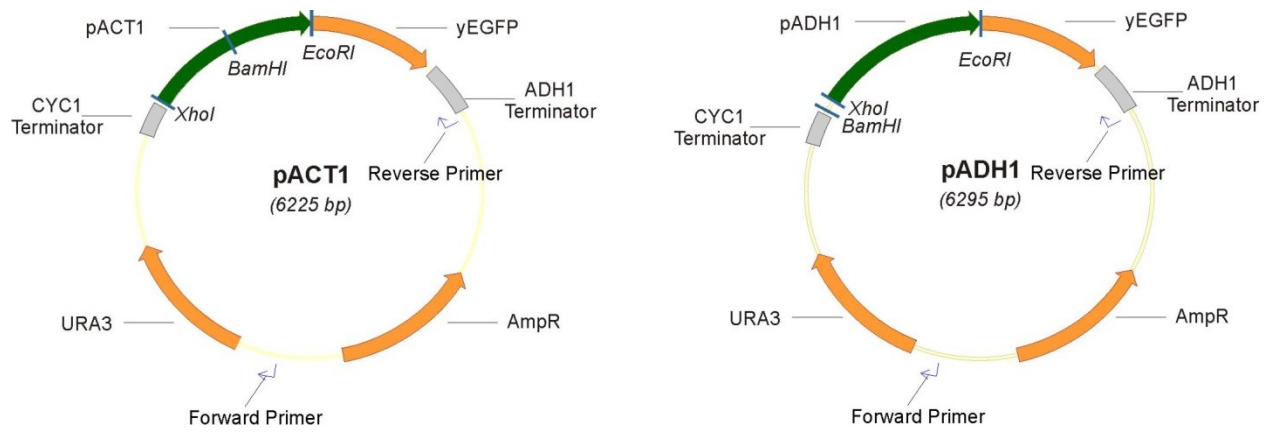 pACT1
yEGFP
BamHI
EcoRI
CYC1
Terminator
XhoI
ADH1
Terminator
Reverse Primer
pACT1
(6225 bp)
URA3
AmpR
Forward Primer
pADH1
yEGFP
EcoRI
CYC1
Terminator
XhoI
BamHI
ADH1
Terminator
Reverse Primer
pADH1
(6295 bp)
URA3
AmpR
Forward Primer